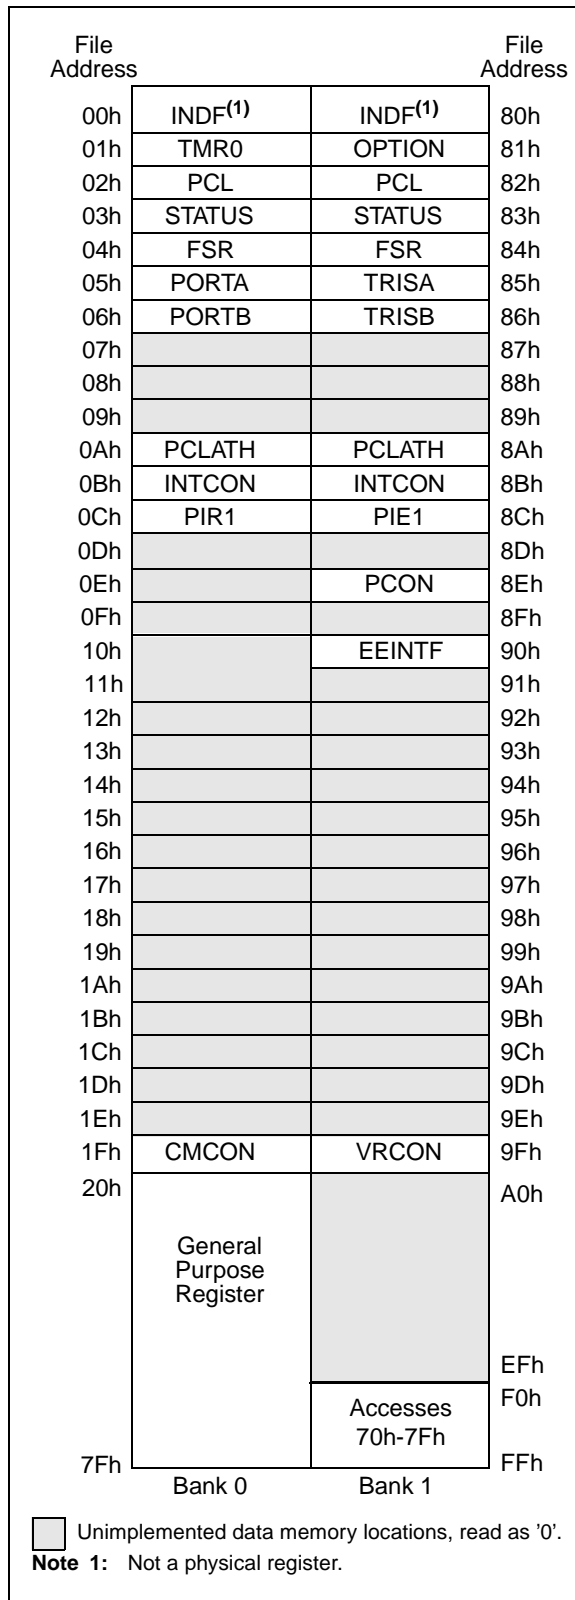 File Address File Address
00h INDF(1) INDF(1) 80h
01h TMR0 OPTION 81h
02h PCL PCL 82h
03h STATUS STATUS 83h
04h FSR FSR 84h
05h PORTA TRISA 85h
06h PORTB TRISB 86h
07h 87h
08h 88h
09h 89h
0Ah PCLATH PCLATH 8Ah
0Bh INTCON INTCON 8Bh
0Ch PIR1 PIE1 8Ch
0Dh 8Dh
0Eh PCON 8Eh
0Fh 8Fh
10h EEINTF 90h
11h 91h
12h 92h
13h 93h
14h 94h
15h 95h
16h 96h
17h 97h
18h 98h
19h 99h
1Ah 9Ah
1Bh 9Bh
1Ch 9Ch
1Dh 9Dh
1Eh 9Eh
1Fh CMCON VRCON 9Fh
20h A0h
General
Purpose
Register
EFh
F0h
Accesses
70h-7Fh
7Fh FFh
Bank 0 Bank 1
Unimplemented data memory locations, read as '0'.
Note 1: Not a physical register.